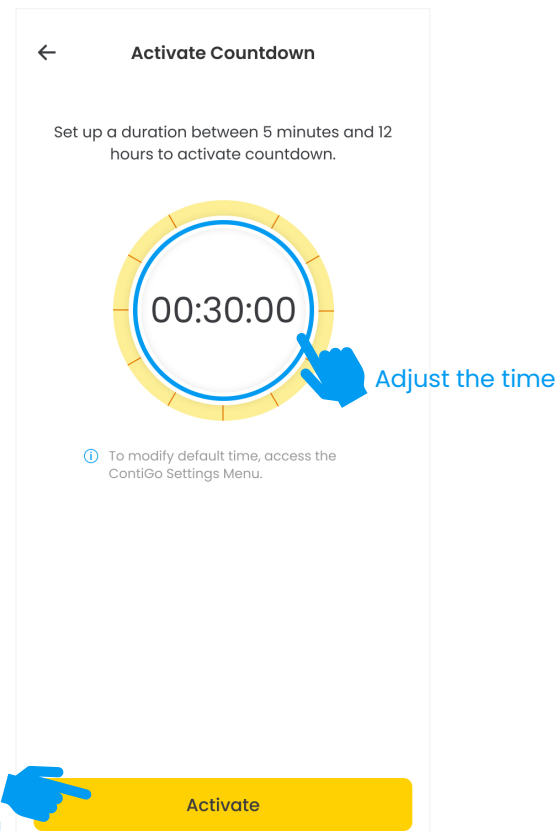 Activate Countdown
Set up a duration between 5 minutes and 12
hours to activate countdown.
00:30:00
Adjust the time
To modify default time, access the
ContiGo Settings Menu.
Activate